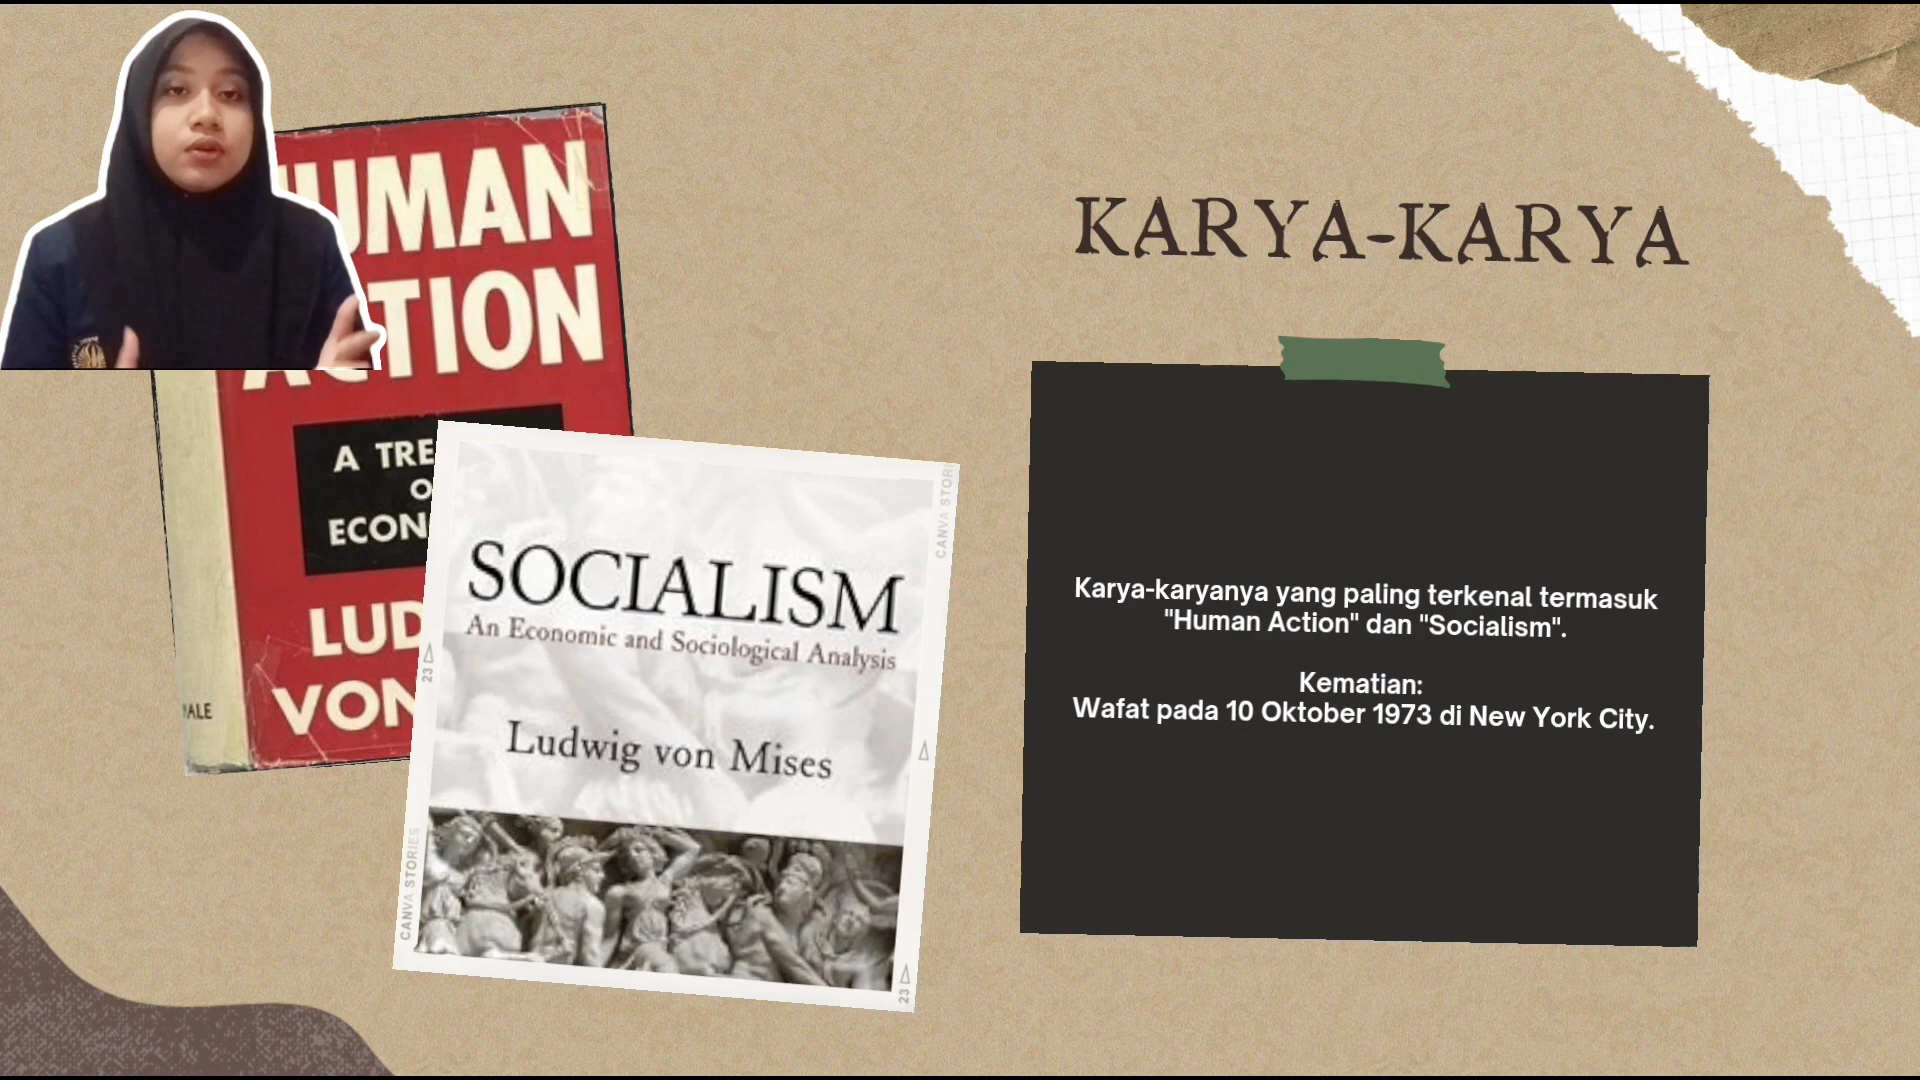 UMAN
TION
A TRE
ECON
LUD
VON
YALE
SOCIALISM
An Economic and Sociological Analysis
Ludwig von Mises
CANVA STORIES
23
CANVA STORI
23
KARYA-KARYA
Karya-karyanya yang paling terkenal termasuk
"Human Action" dan "Socialism".
Kematian:
Wafat pada 10 Oktober 1973 di New York City.